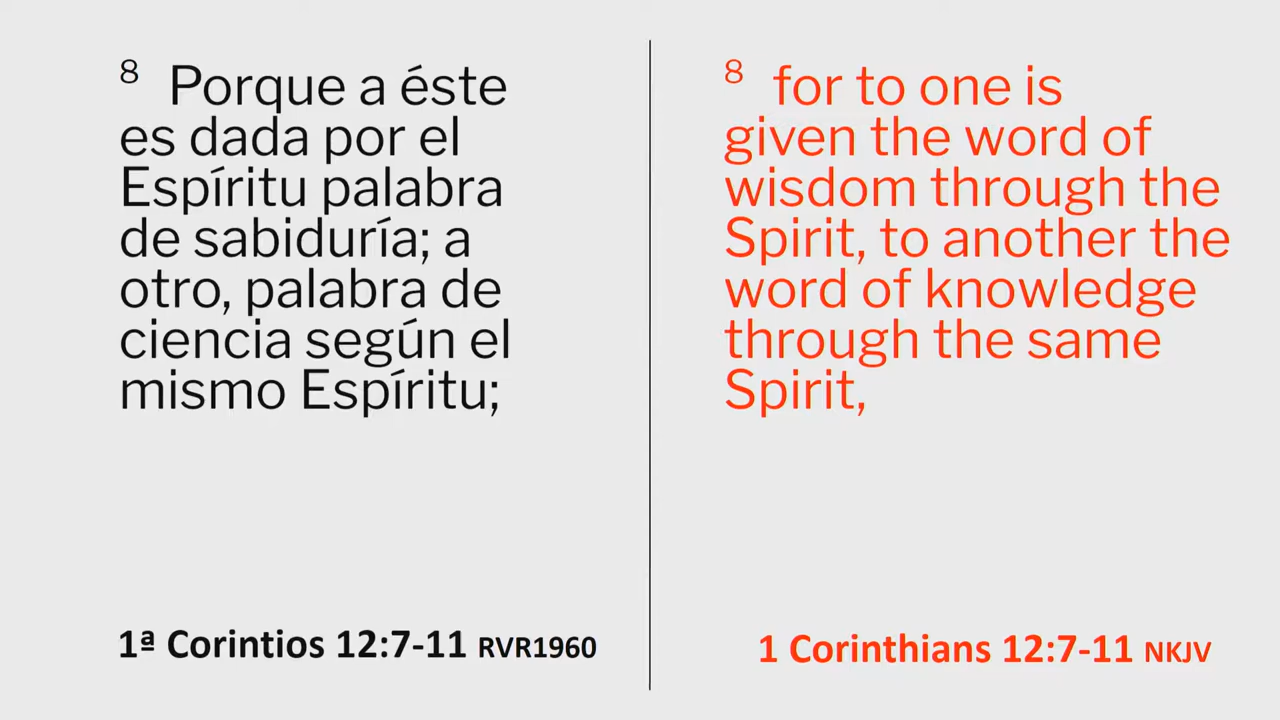 8 Porque a éste
es dada por el
Espíritu palabra
de sabiduría; a
otro, palabra de
ciencia según el
mismo Espíritu;
1ª Corintios 12:7-11 RVR1960
8 for to one is
given the word of
wisdom through the
Spirit, to another the
word of knowledge
through the same
Spirit,
1 Corinthians 12:7-11 NKJV